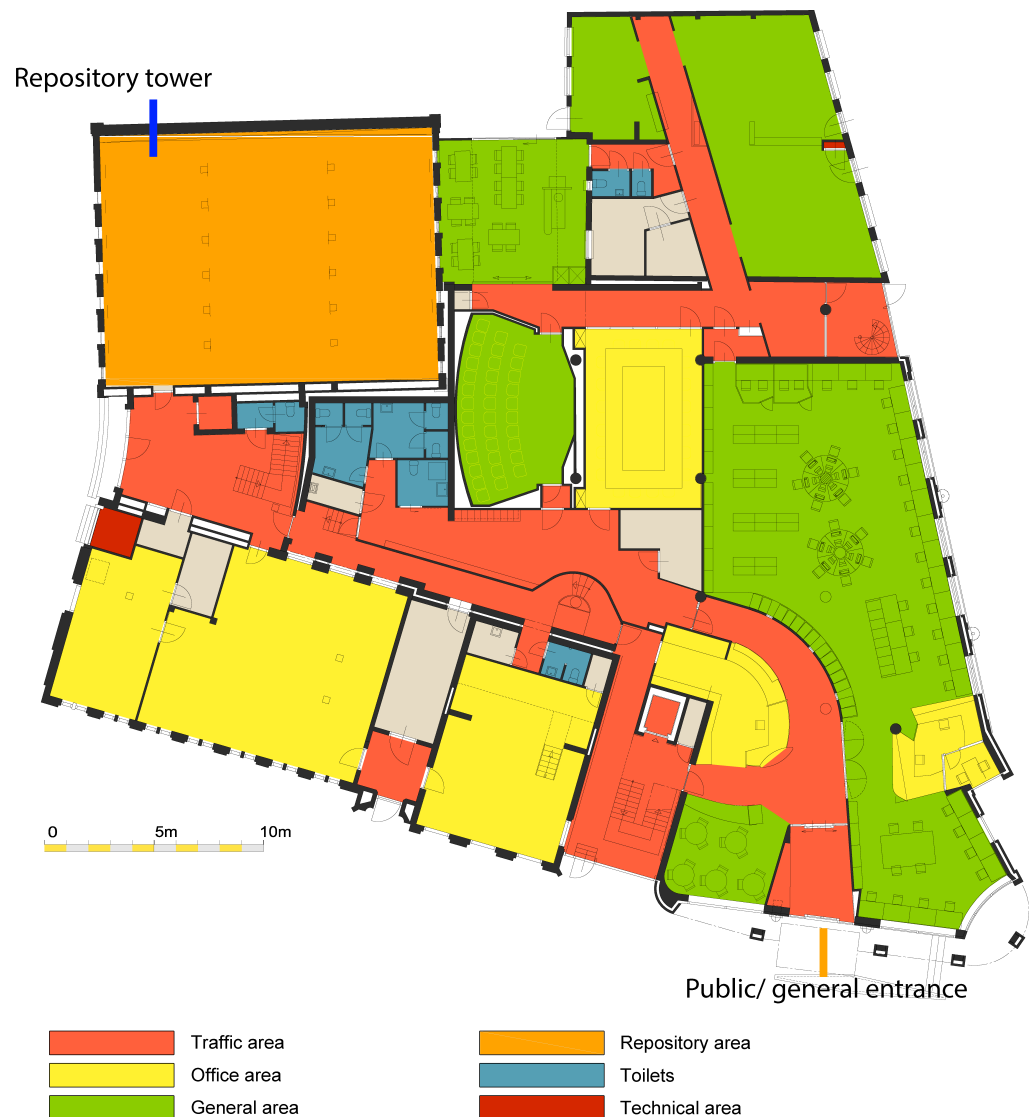 Repository tower
0 5m 10m
Public/ general entrance
Traffic area
Repository area
Office area
Toilets
General area
Technical area